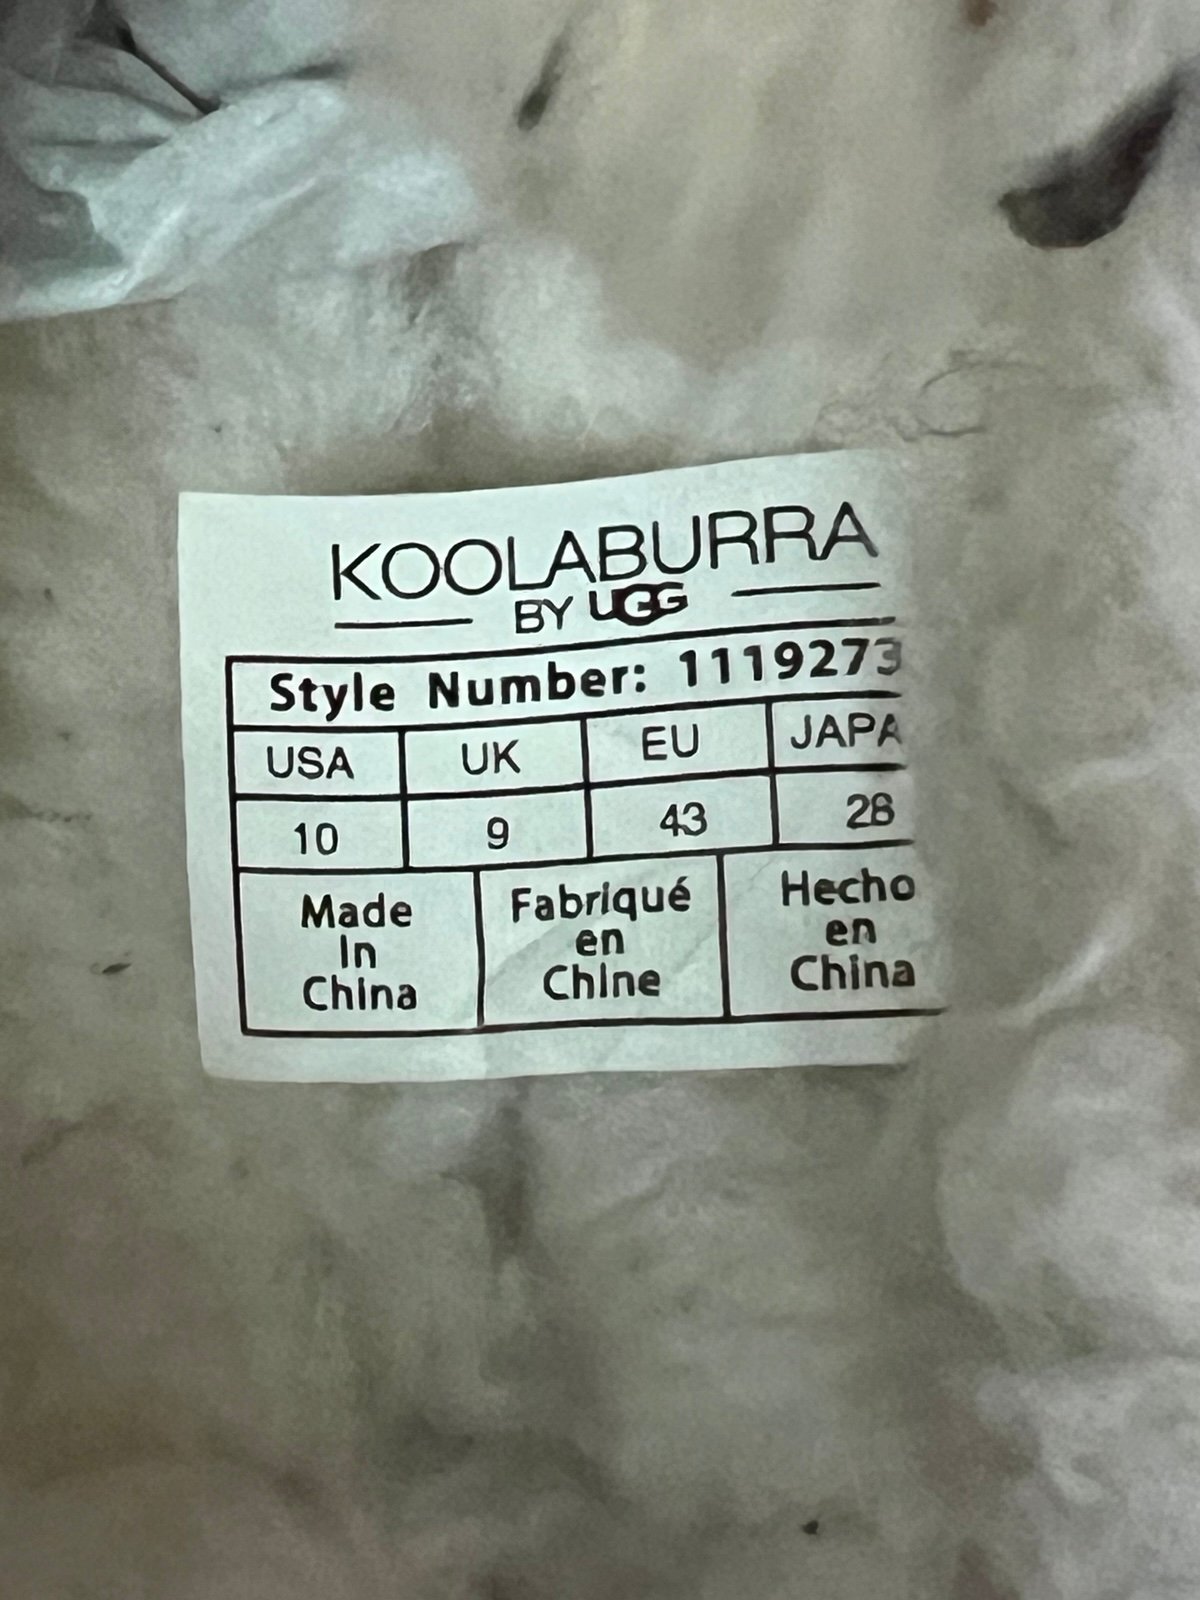 KOOLABURRA
BY UGG
Style Number: 1119273
USA UK EU JAPA
10 9 43 28
Made Fabriqué Hecho
in en en
China Chine China